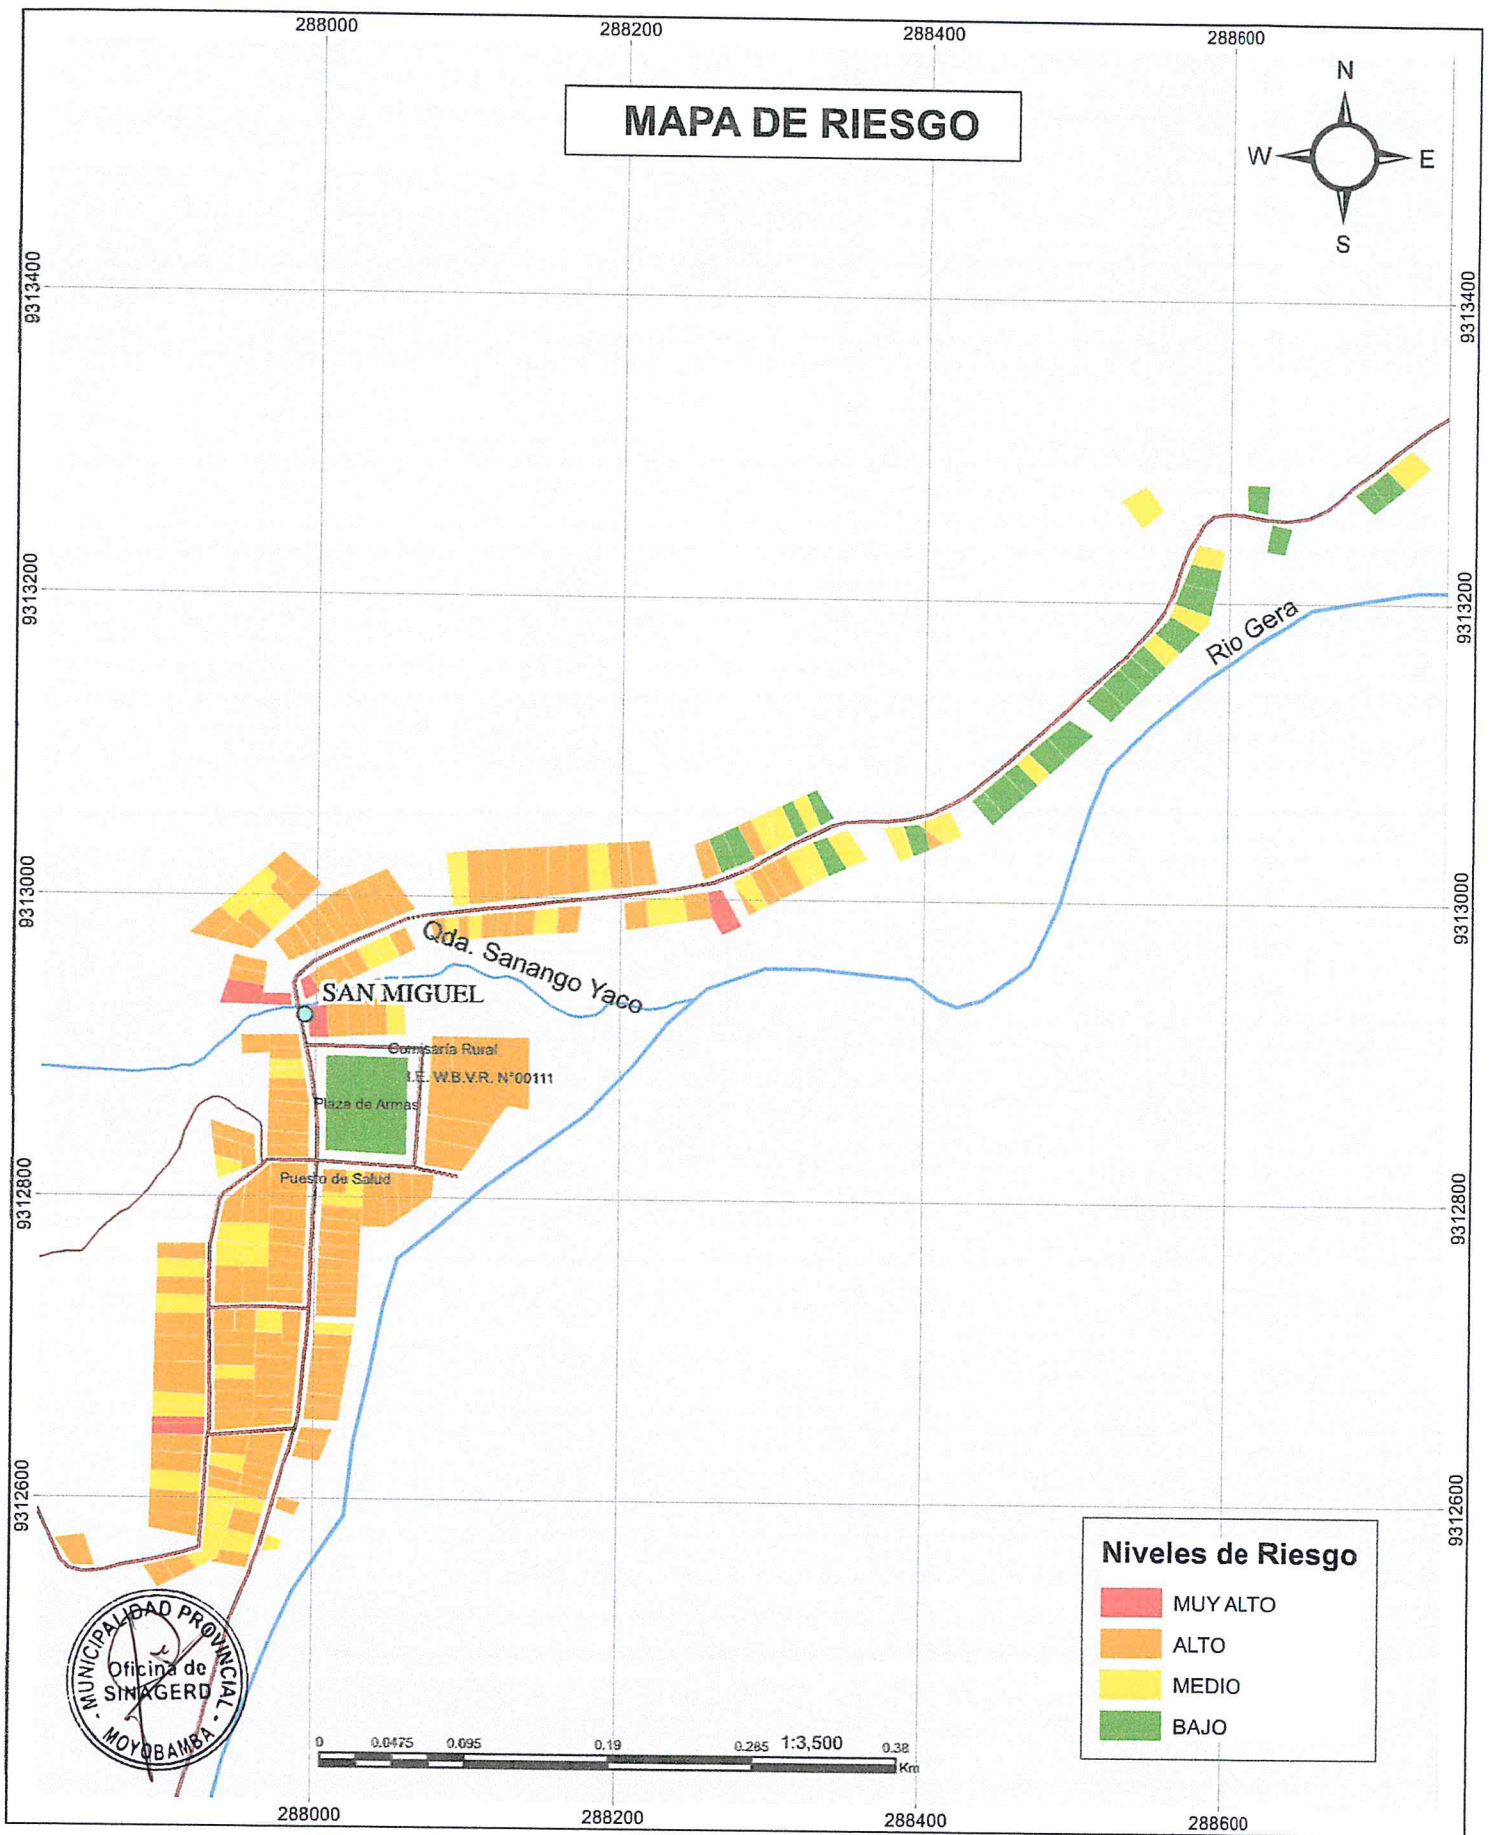 288000
288200
288400
288600
MAPA DE RIESGO
N
W
E
S
9313400
9313400
9313200
9313200
Rio Gera
9313000
9313000
Qda. Sanango Yaco
SAN MIGUEL
Comisaría Rural
I.E. W.B.V.R. N°00111
Plaza de Armas
Puesto de Salud
9312800
9312800
9312600
9312600
Niveles de Riesgo
MUY ALTO
ALTO
MEDIO
BAJO
MUNICIPALIDAD PROVINCIAL
Oficina de
SINAGERD
- MOYOBAMBA -
0
0.0475
0.095
0.19
0.285
1:3,500
0.38
Km
288000
288200
288400
288600